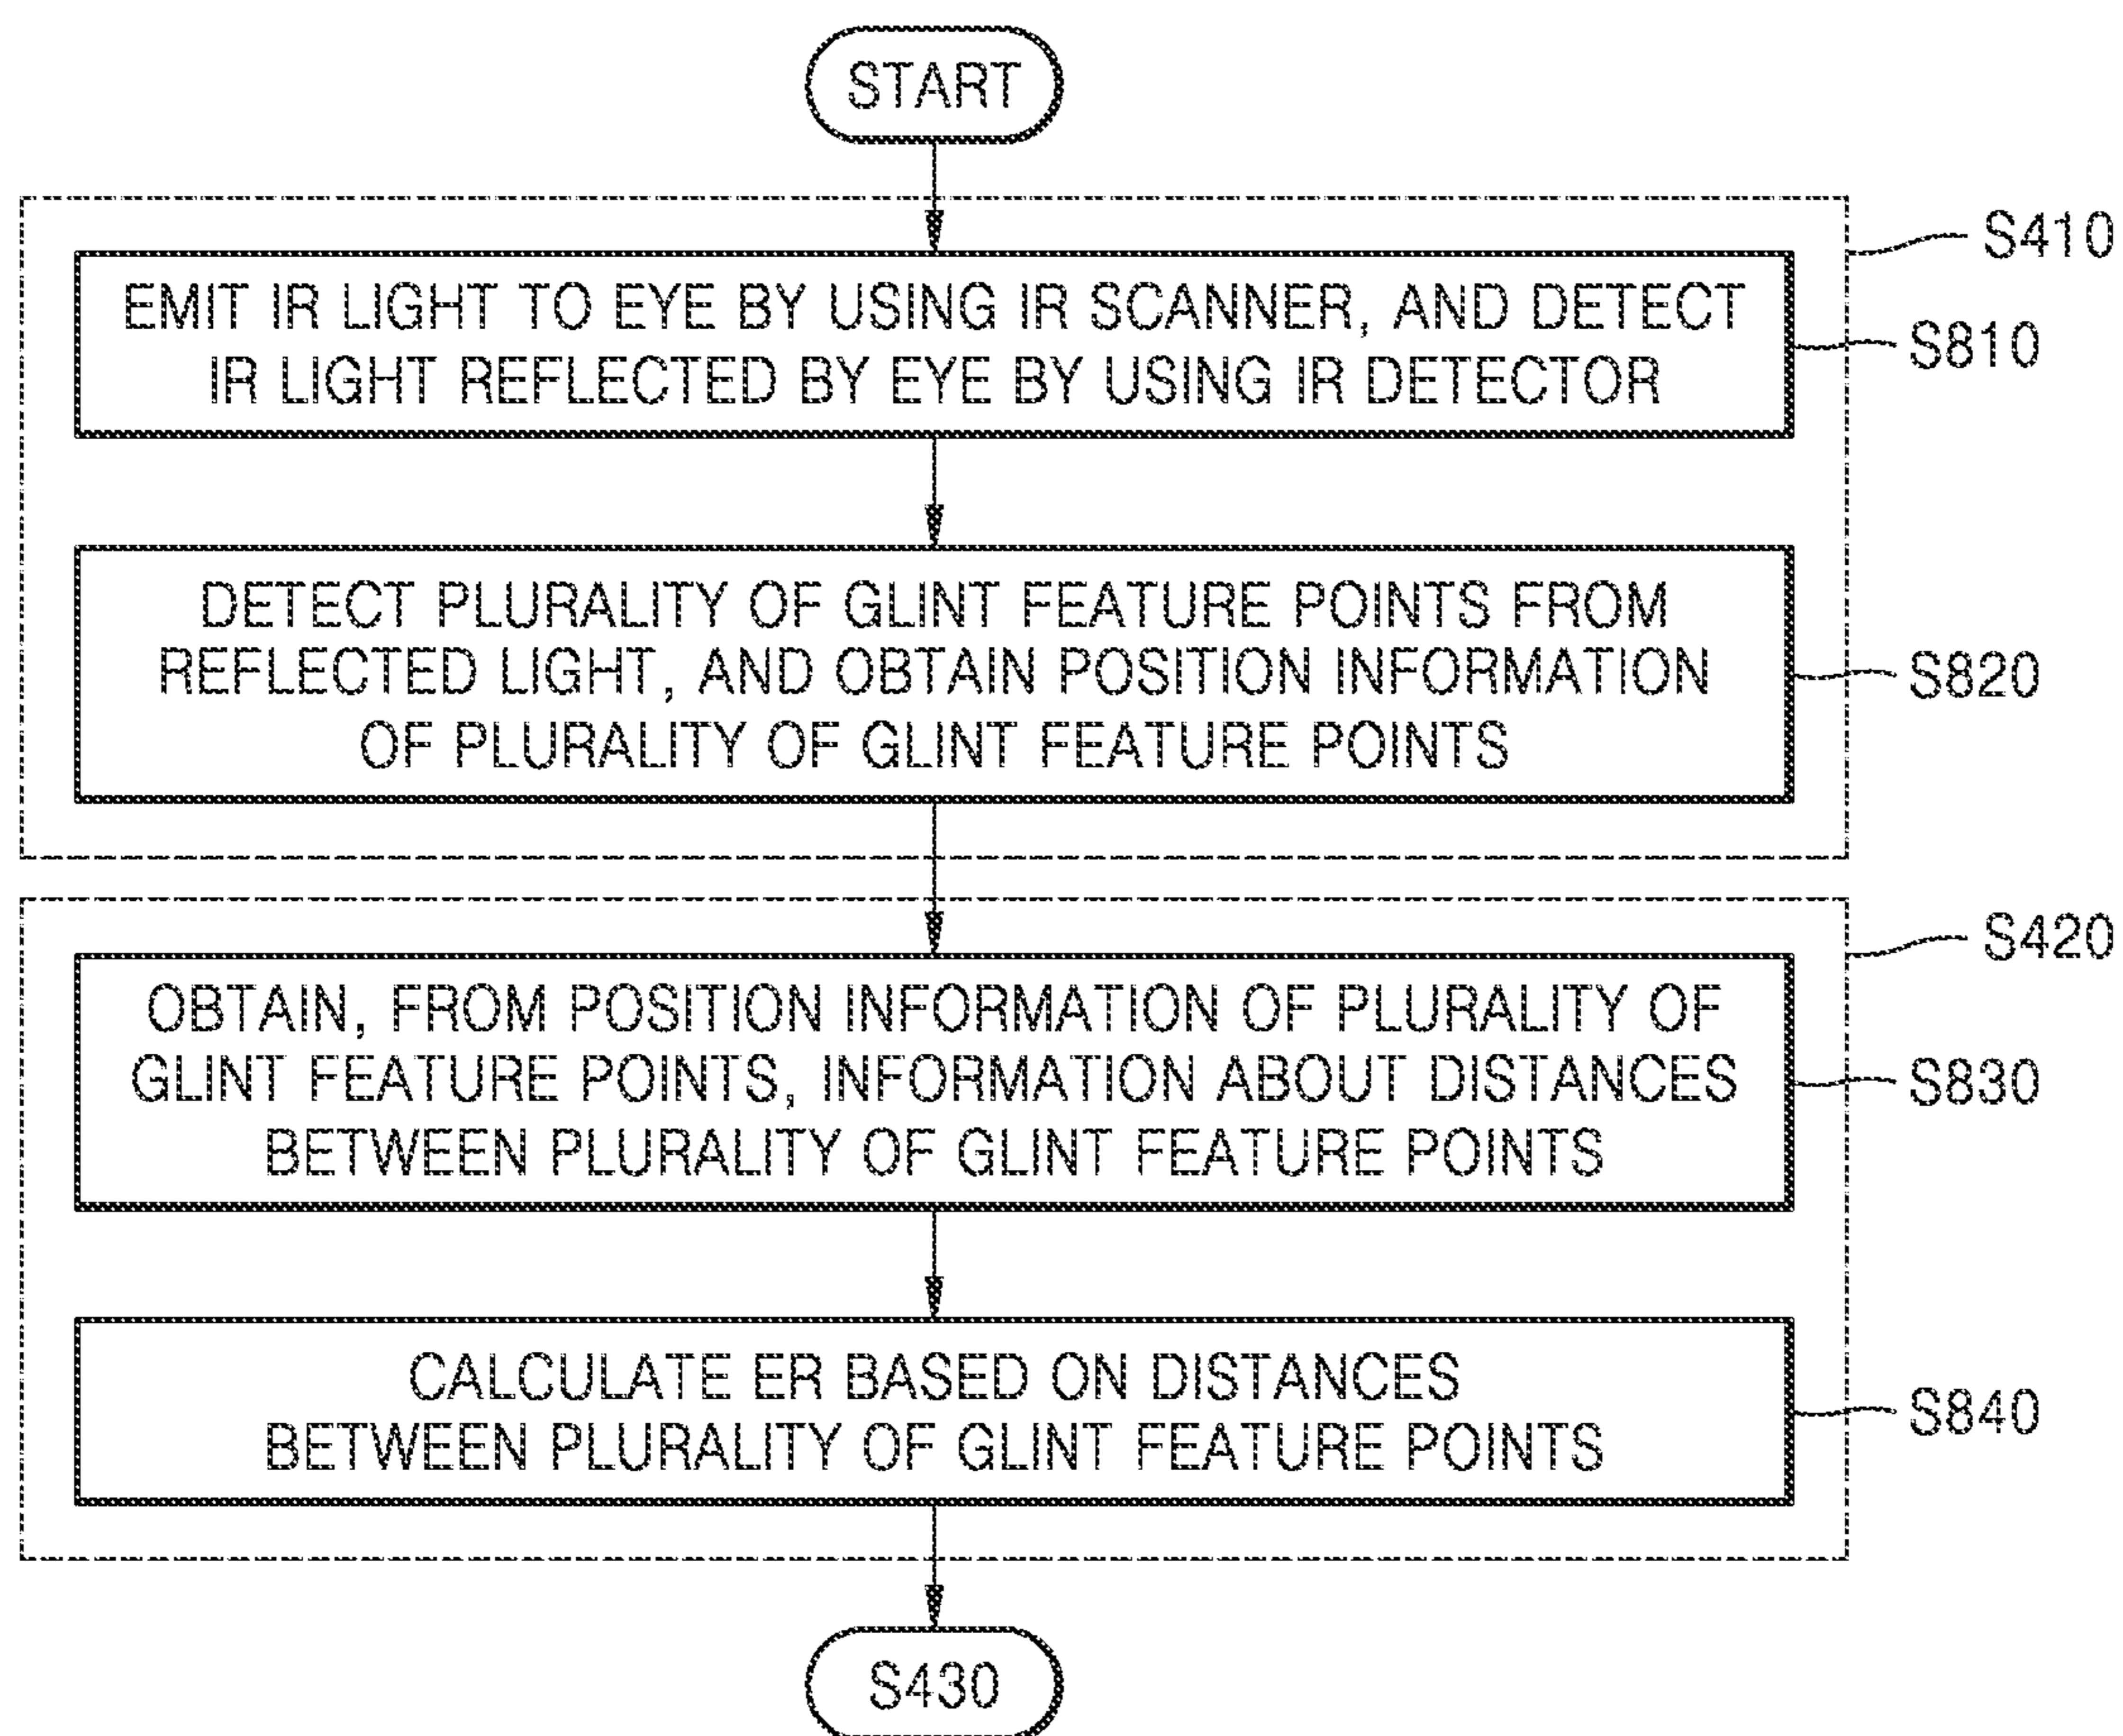 START
S410
EMIT IR LIGHT TO EYE BY USING IR SCANNER, AND DETECT
IR LIGHT REFLECTED BY EYE BY USING IR DETECTOR
S810
DETECT PLURALITY OF GLINT FEATURE POINTS FROM
REFLECTED LIGHT, AND OBTAIN POSITION INFORMATION
OF PLURALITY OF GLINT FEATURE POINTS
S820
S420
OBTAIN, FROM POSITION INFORMATION OF PLURALITY OF
GLINT FEATURE POINTS, INFORMATION ABOUT DISTANCES
BETWEEN PLURALITY OF GLINT FEATURE POINTS
S830
CALCULATE ER BASED ON DISTANCES
BETWEEN PLURALITY OF GLINT FEATURE POINTS
S840
S430